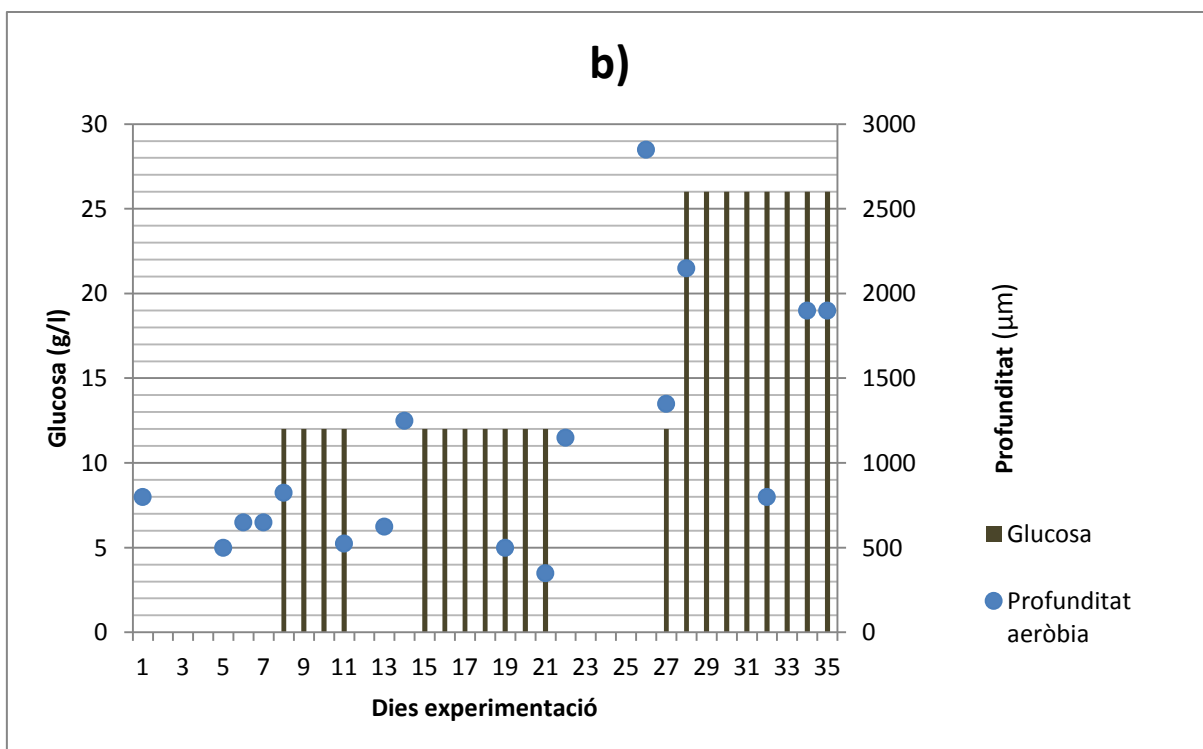 b)
30
25
20
15
10
5
0
Glucosa (g/l)
3000
2500
2000
1500
1000
500
0
Profunditat (µm)
1 3 5 7 9 11 13 15 17 19 21 23 25 27 29 31 33 35
Dies experimentació
Glucosa
Profunditat
aeròbia